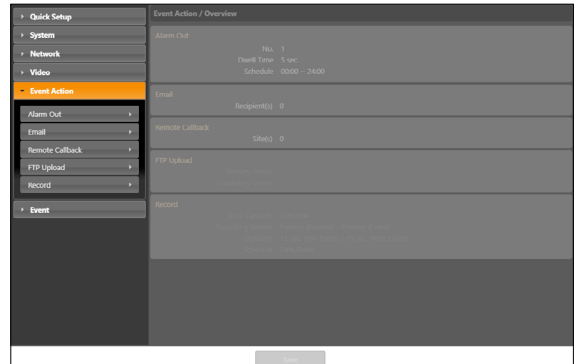 Quick Setup
System
Network
Video
Event Action
Alarm Out
Email
Remote Callback
FTP Upload
Record
Event
Event Action / Overview
Alarm Out
No. 1
Dwell Time 5 sec
Schedule 00:00 ~ 24:00
Email
Recipient(s) 0
Remote Callback
Site(s) 0
FTP Upload
Record
Save